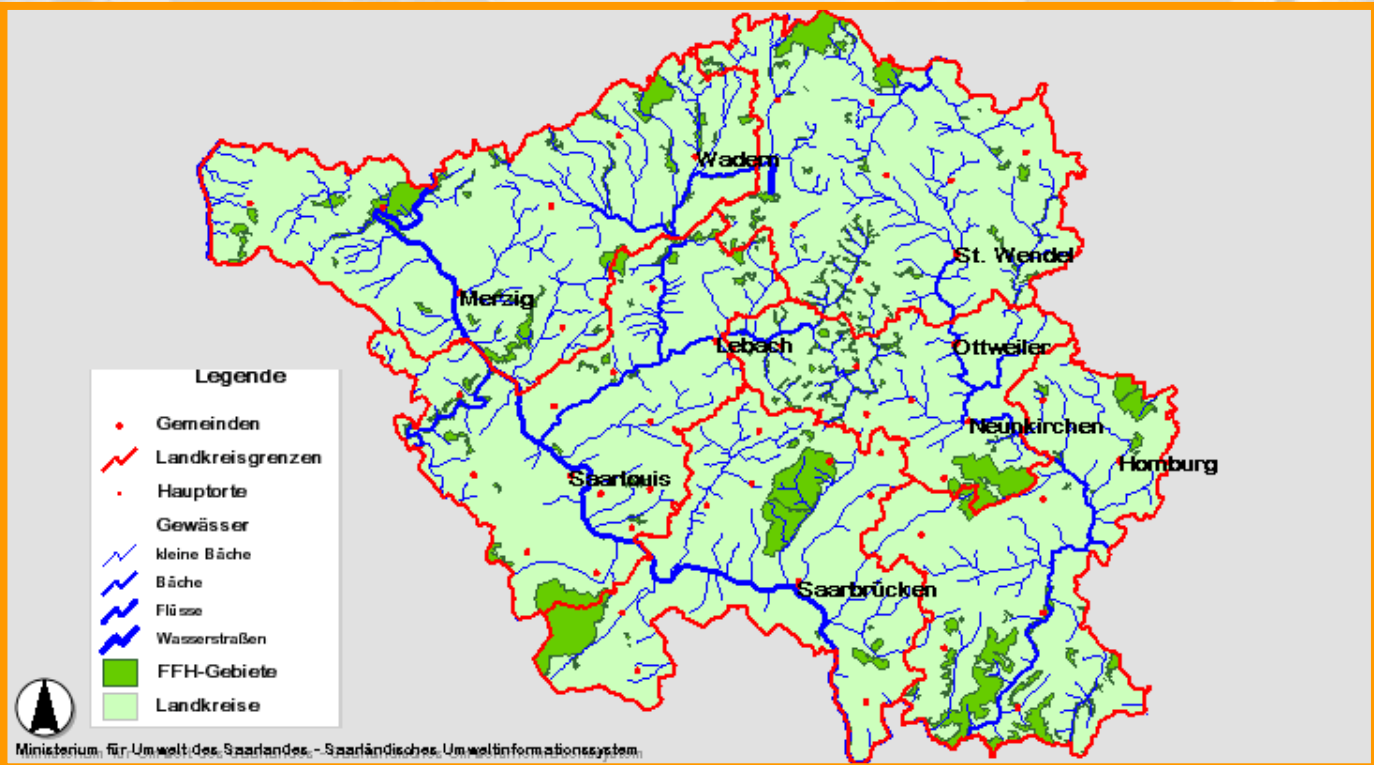 Wadern
St. Wendel
Merzig
Lebach
Ottweiler
Neunkirchen
Homburg
Saarlouis
Saarbrücken
Legende
Gemeinden
Landkreisgrenzen
Hauptorte
Gewässer
kleine Bäche
Bäche
Flüsse
Wasserstraßen
FFH-Gebiete
Landkreise
Ministerium für Umwelt des Saarlandes - Saarländisches Umweltinformationssystem